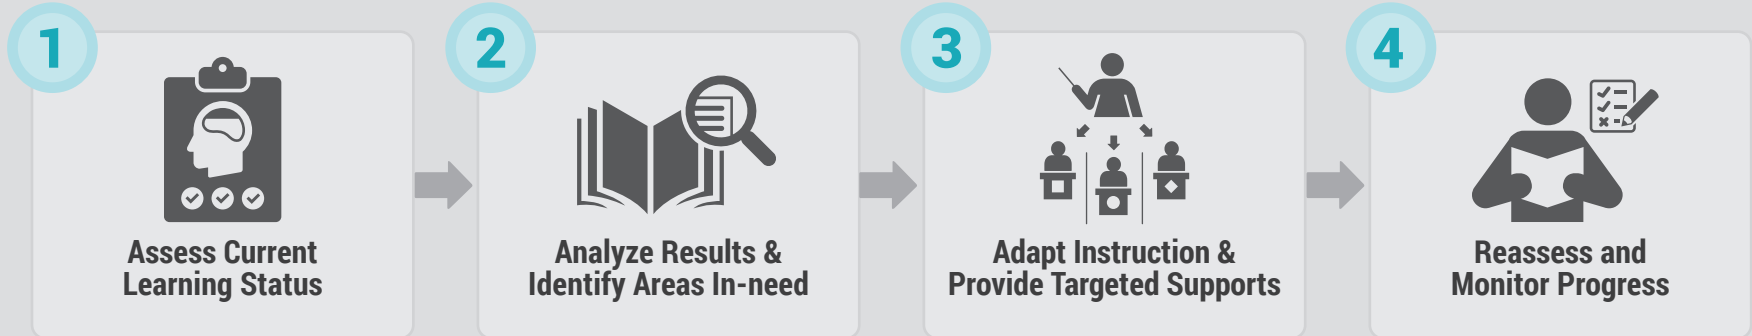 1
Assess Current
Learning Status
2
Analyze Results &
Identify Areas In-need
3
Adapt Instruction &
Provide Targeted Supports
4
Reassess and
Monitor Progress